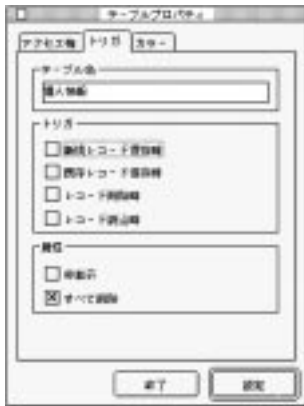 テーブルプロパティ
アクセス権 トリガ カラー
テーブル名
個人情報
トリガ
新規レコード登録時
既存レコード保存時
レコード削除時
レコード読込時
属性
非表示
すべて削除
終了 設定